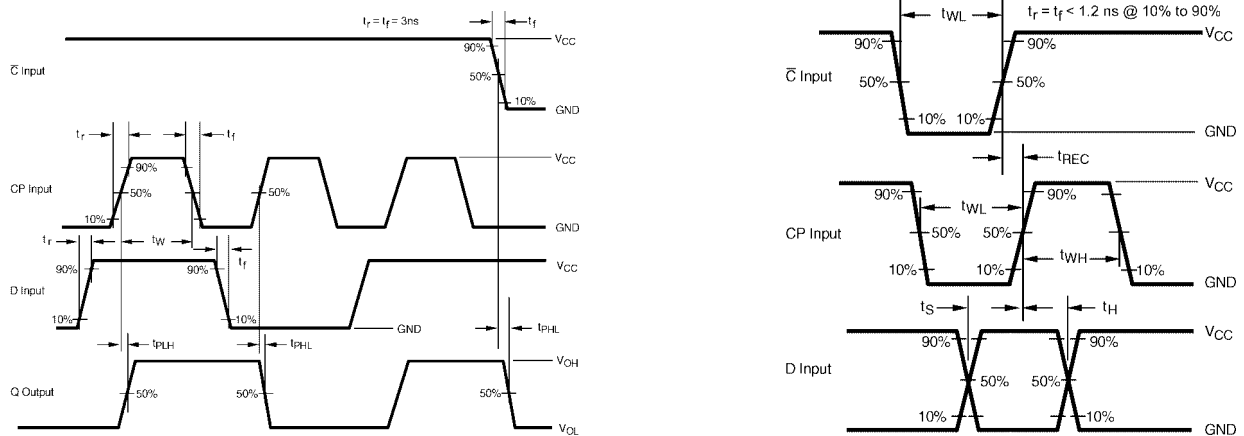 tr = tf = 3ns
tf
VCC
90%
C̅ Input
50%
10%
GND
tr
tf
VCC
90%
CP Input
50%
50%
10%
GND
tr
tW
tf
VCC
90%
90%
D Input
10%
10%
GND
tPLH
tPHL
tPHL
VOH
Q Output
50%
50%
50%
VOL
tWL
tr = tf < 1.2 ns @ 10% to 90%
VCC
90%
90%
C̅ Input
50%
50%
10%
10%
GND
tREC
VCC
90%
90%
tWL
CP Input
50%
50%
tWH
10%
10%
10%
GND
tS
tH
VCC
90%
90%
D Input
50%
50%
10%
10%
GND